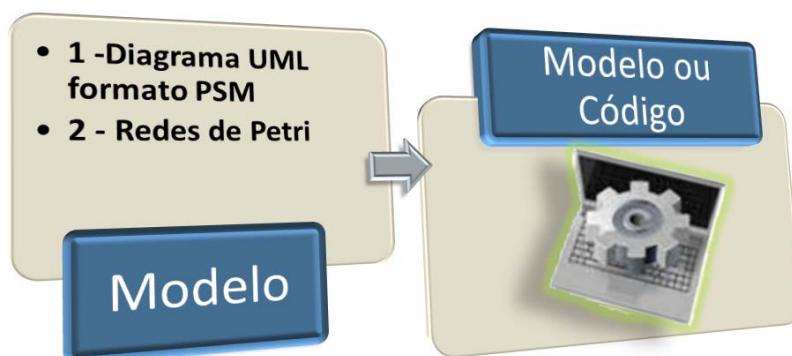 • 1 -Diagrama UML
formato PSM
• 2 - Redes de Petri
Modelo
Modelo ou
Código